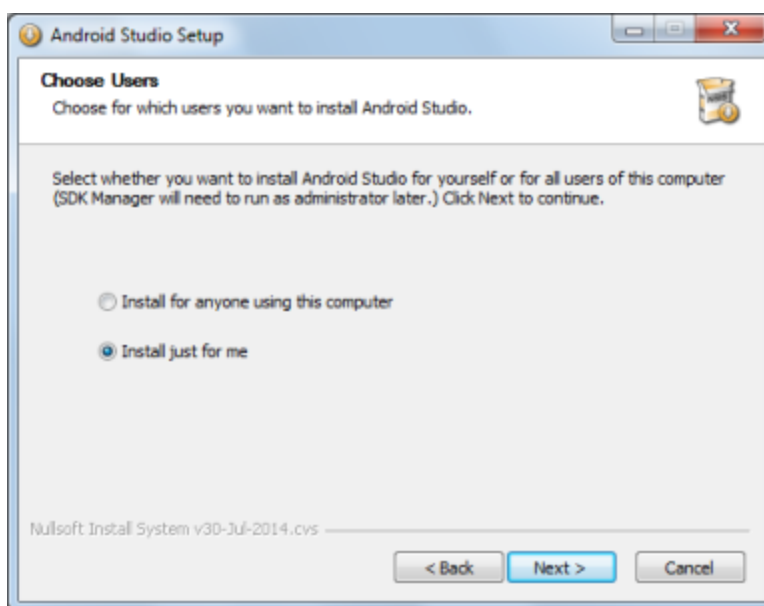 Android Studio Setup
Choose Users
Choose for which users you want to install Android Studio.
Select whether you want to install Android Studio for yourself or for all users of this computer
(SDK Manager will need to run as administrator later.) Click Next to continue.
Install for anyone using this computer
Install just for me
Nullsoft Install System v30-Jul-2014.cvs
< Back Next > Cancel